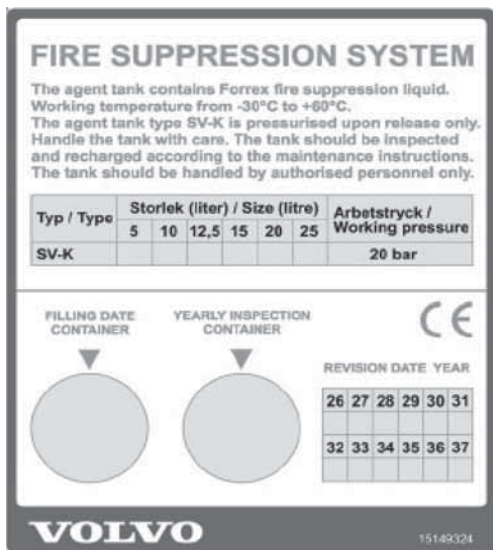 FIRE SUPPRESSION SYSTEM
The agent tank contains Forrex fire suppression liquid.
Working temperature from -30°C to +60°C.
The agent tank type SV-K is pressurised upon release only.
Handle the tank with care. The tank should be inspected
and recharged according to the maintenance instructions.
The tank should be handled by authorised personnel only.
Typ / Type Storlek (liter) / Size (litre) Arbetstryck /
5 10 12,5 15 20 25 Working pressure
SV-K 20 bar
FILLING DATE YEARLY INSPECTION
CONTAINER CONTAINER
CE
REVISION DATE YEAR
26 27 28 29 30 31
32 33 34 35 36 37
VOLVO 15149324